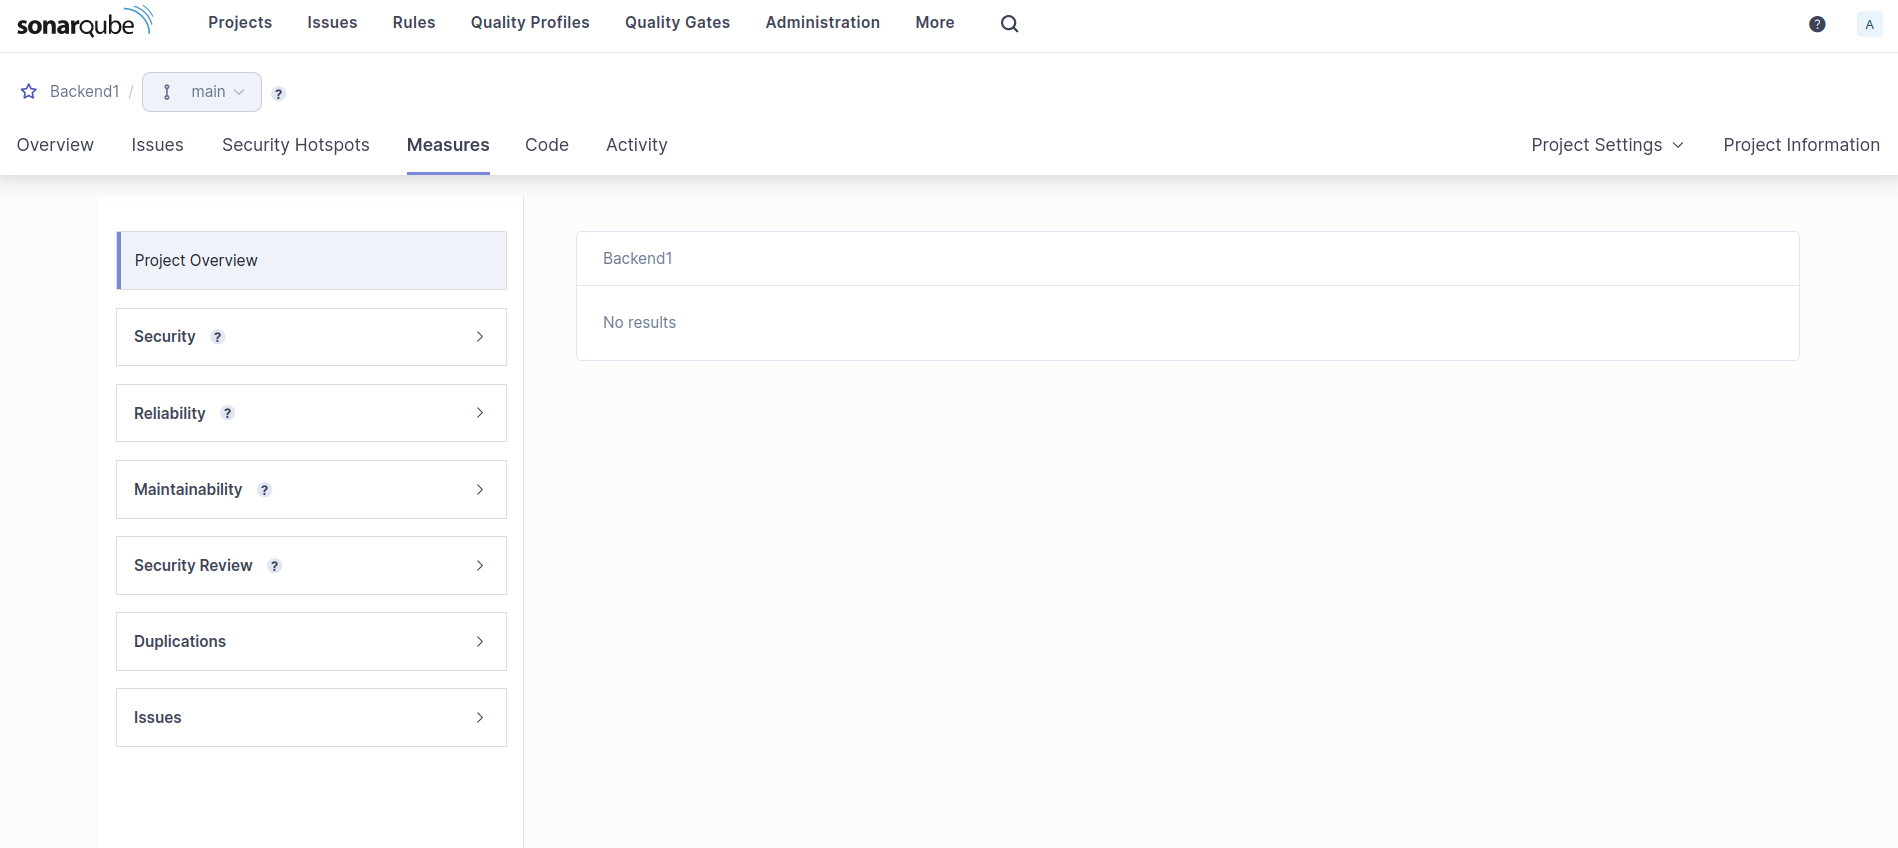 sonarqube Projects Issues Rules Quality Profiles Quality Gates Administration More ? A
Backend1 / main ?
Overview Issues Security Hotspots Measures Code Activity Project Settings Project Information
Project Overview
Security ?
Reliability ?
Maintainability ?
Security Review ?
Duplications
Issues
Backend1
No results